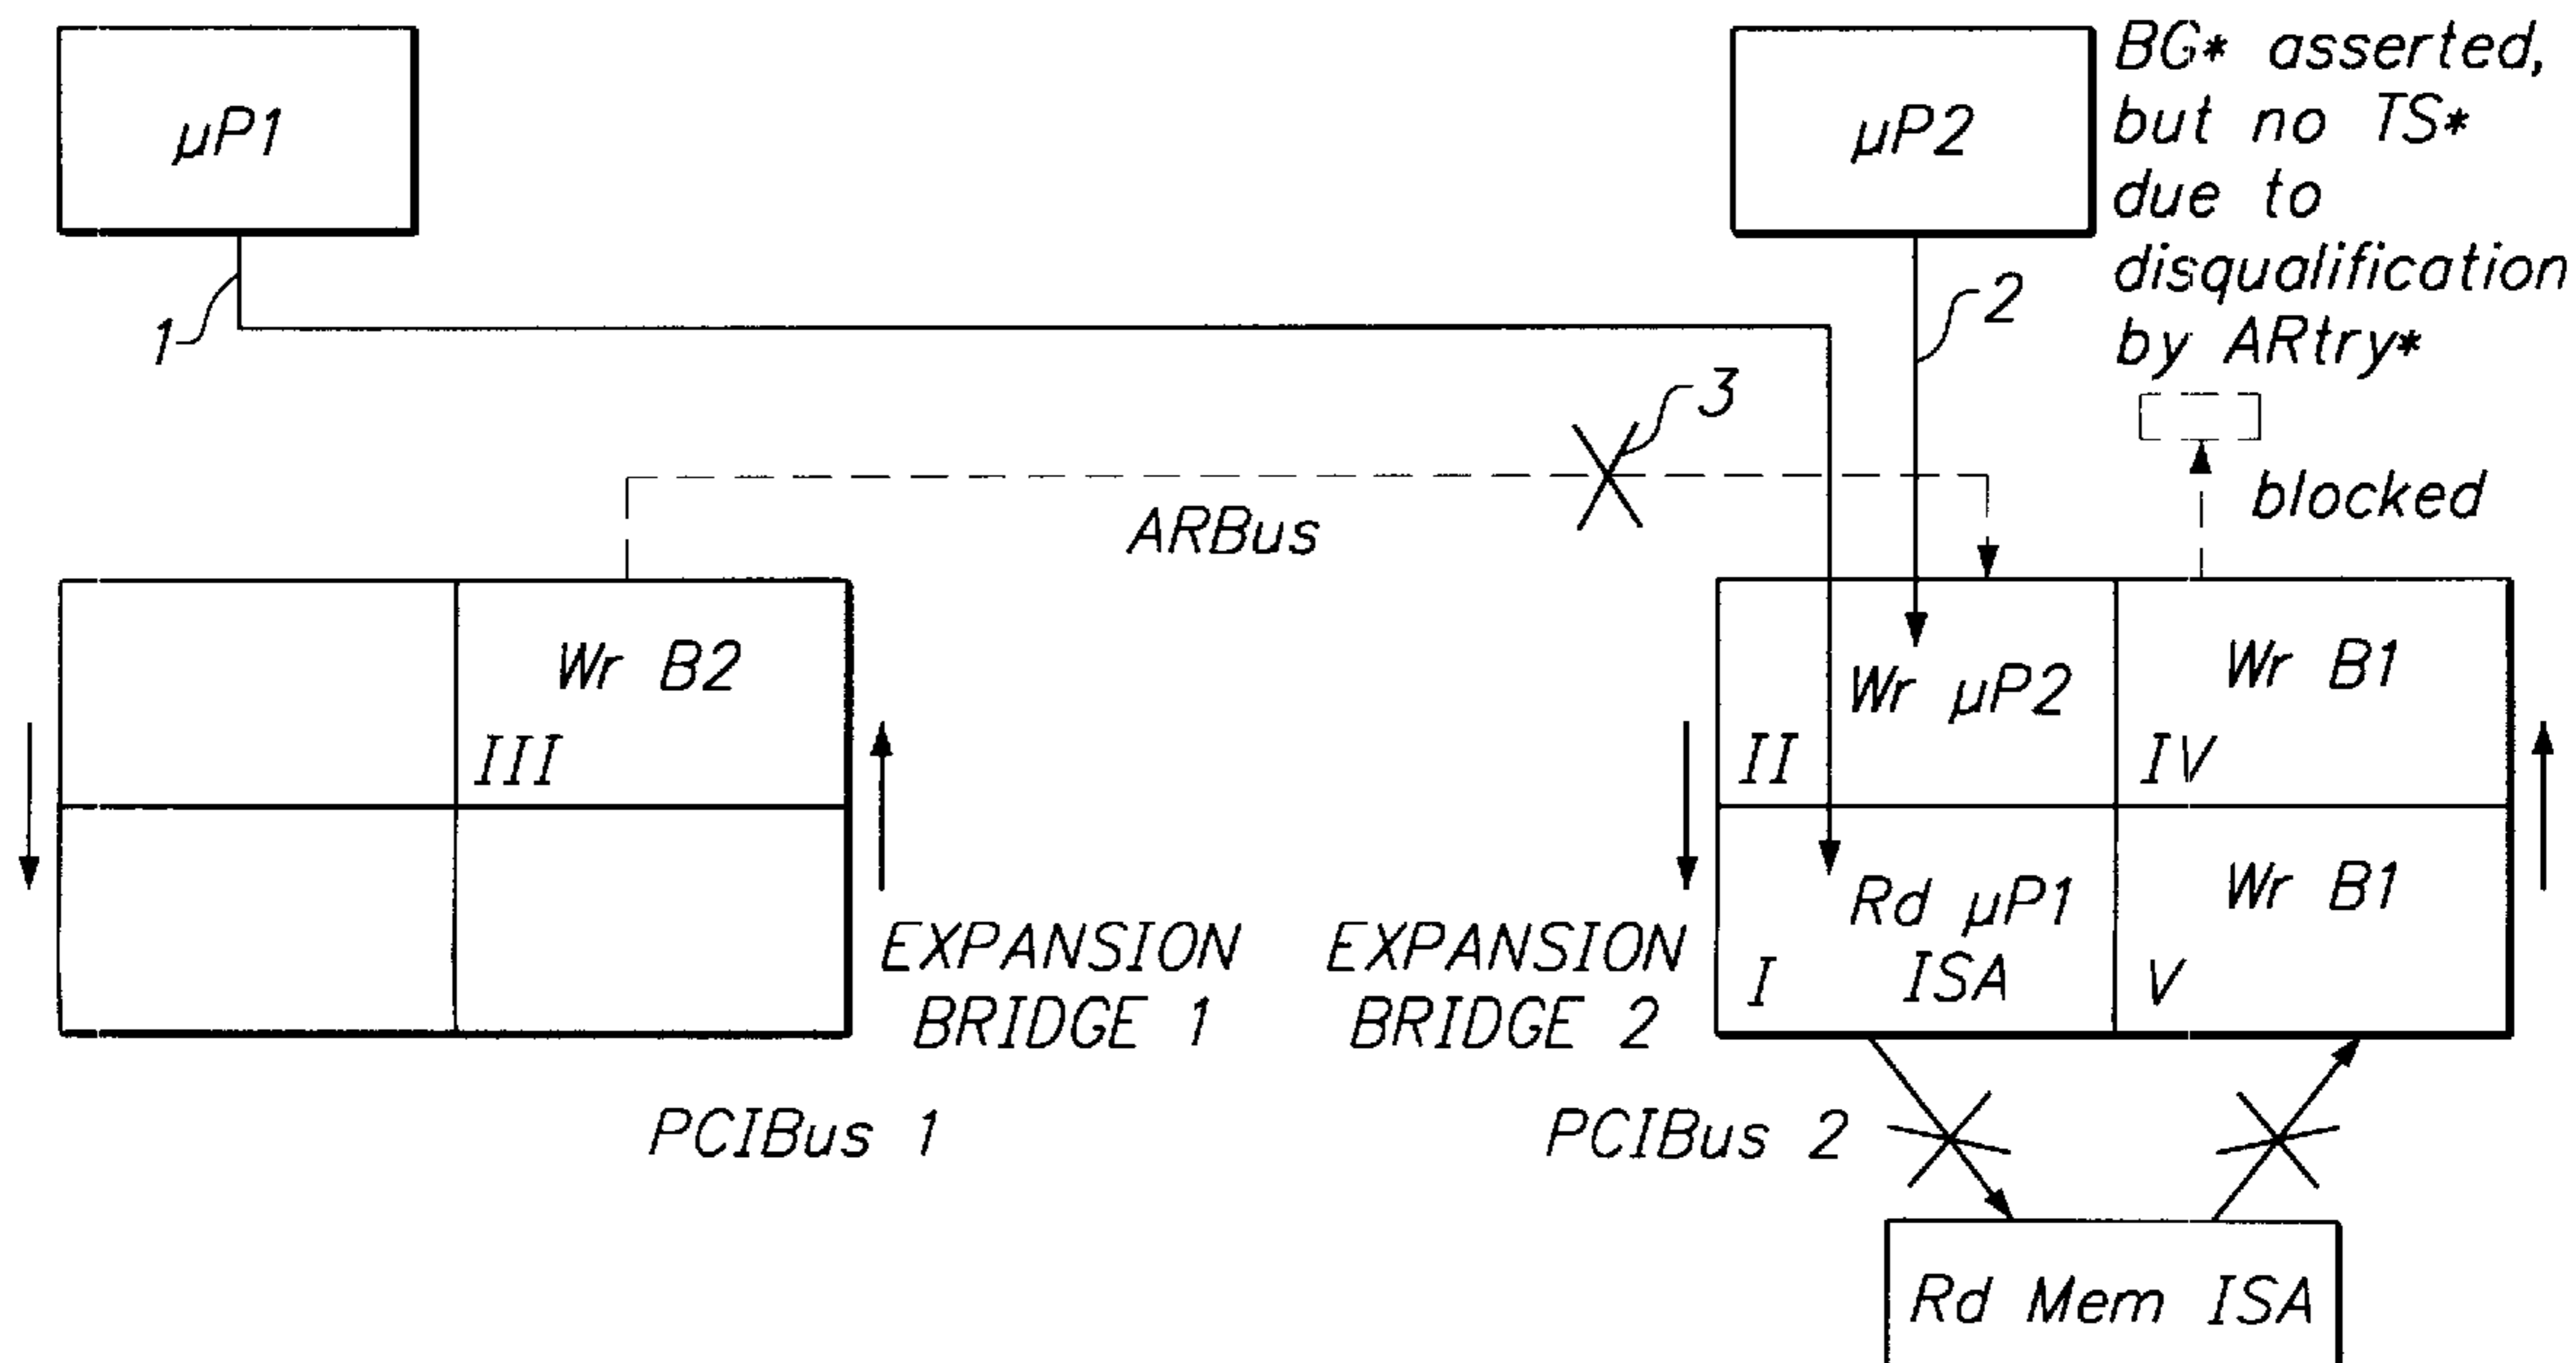 µP1
µP2
BG* asserted,
but no TS*
due to
disqualification
by ARtry*
1
2
3
ARBus
blocked
Wr B2
III
Wr µP2
II
Wr B1
IV
Rd µP1
ISA
I
Wr B1
V
EXPANSION
BRIDGE 1
EXPANSION
BRIDGE 2
PCIBus 1
PCIBus 2
Rd Mem ISA